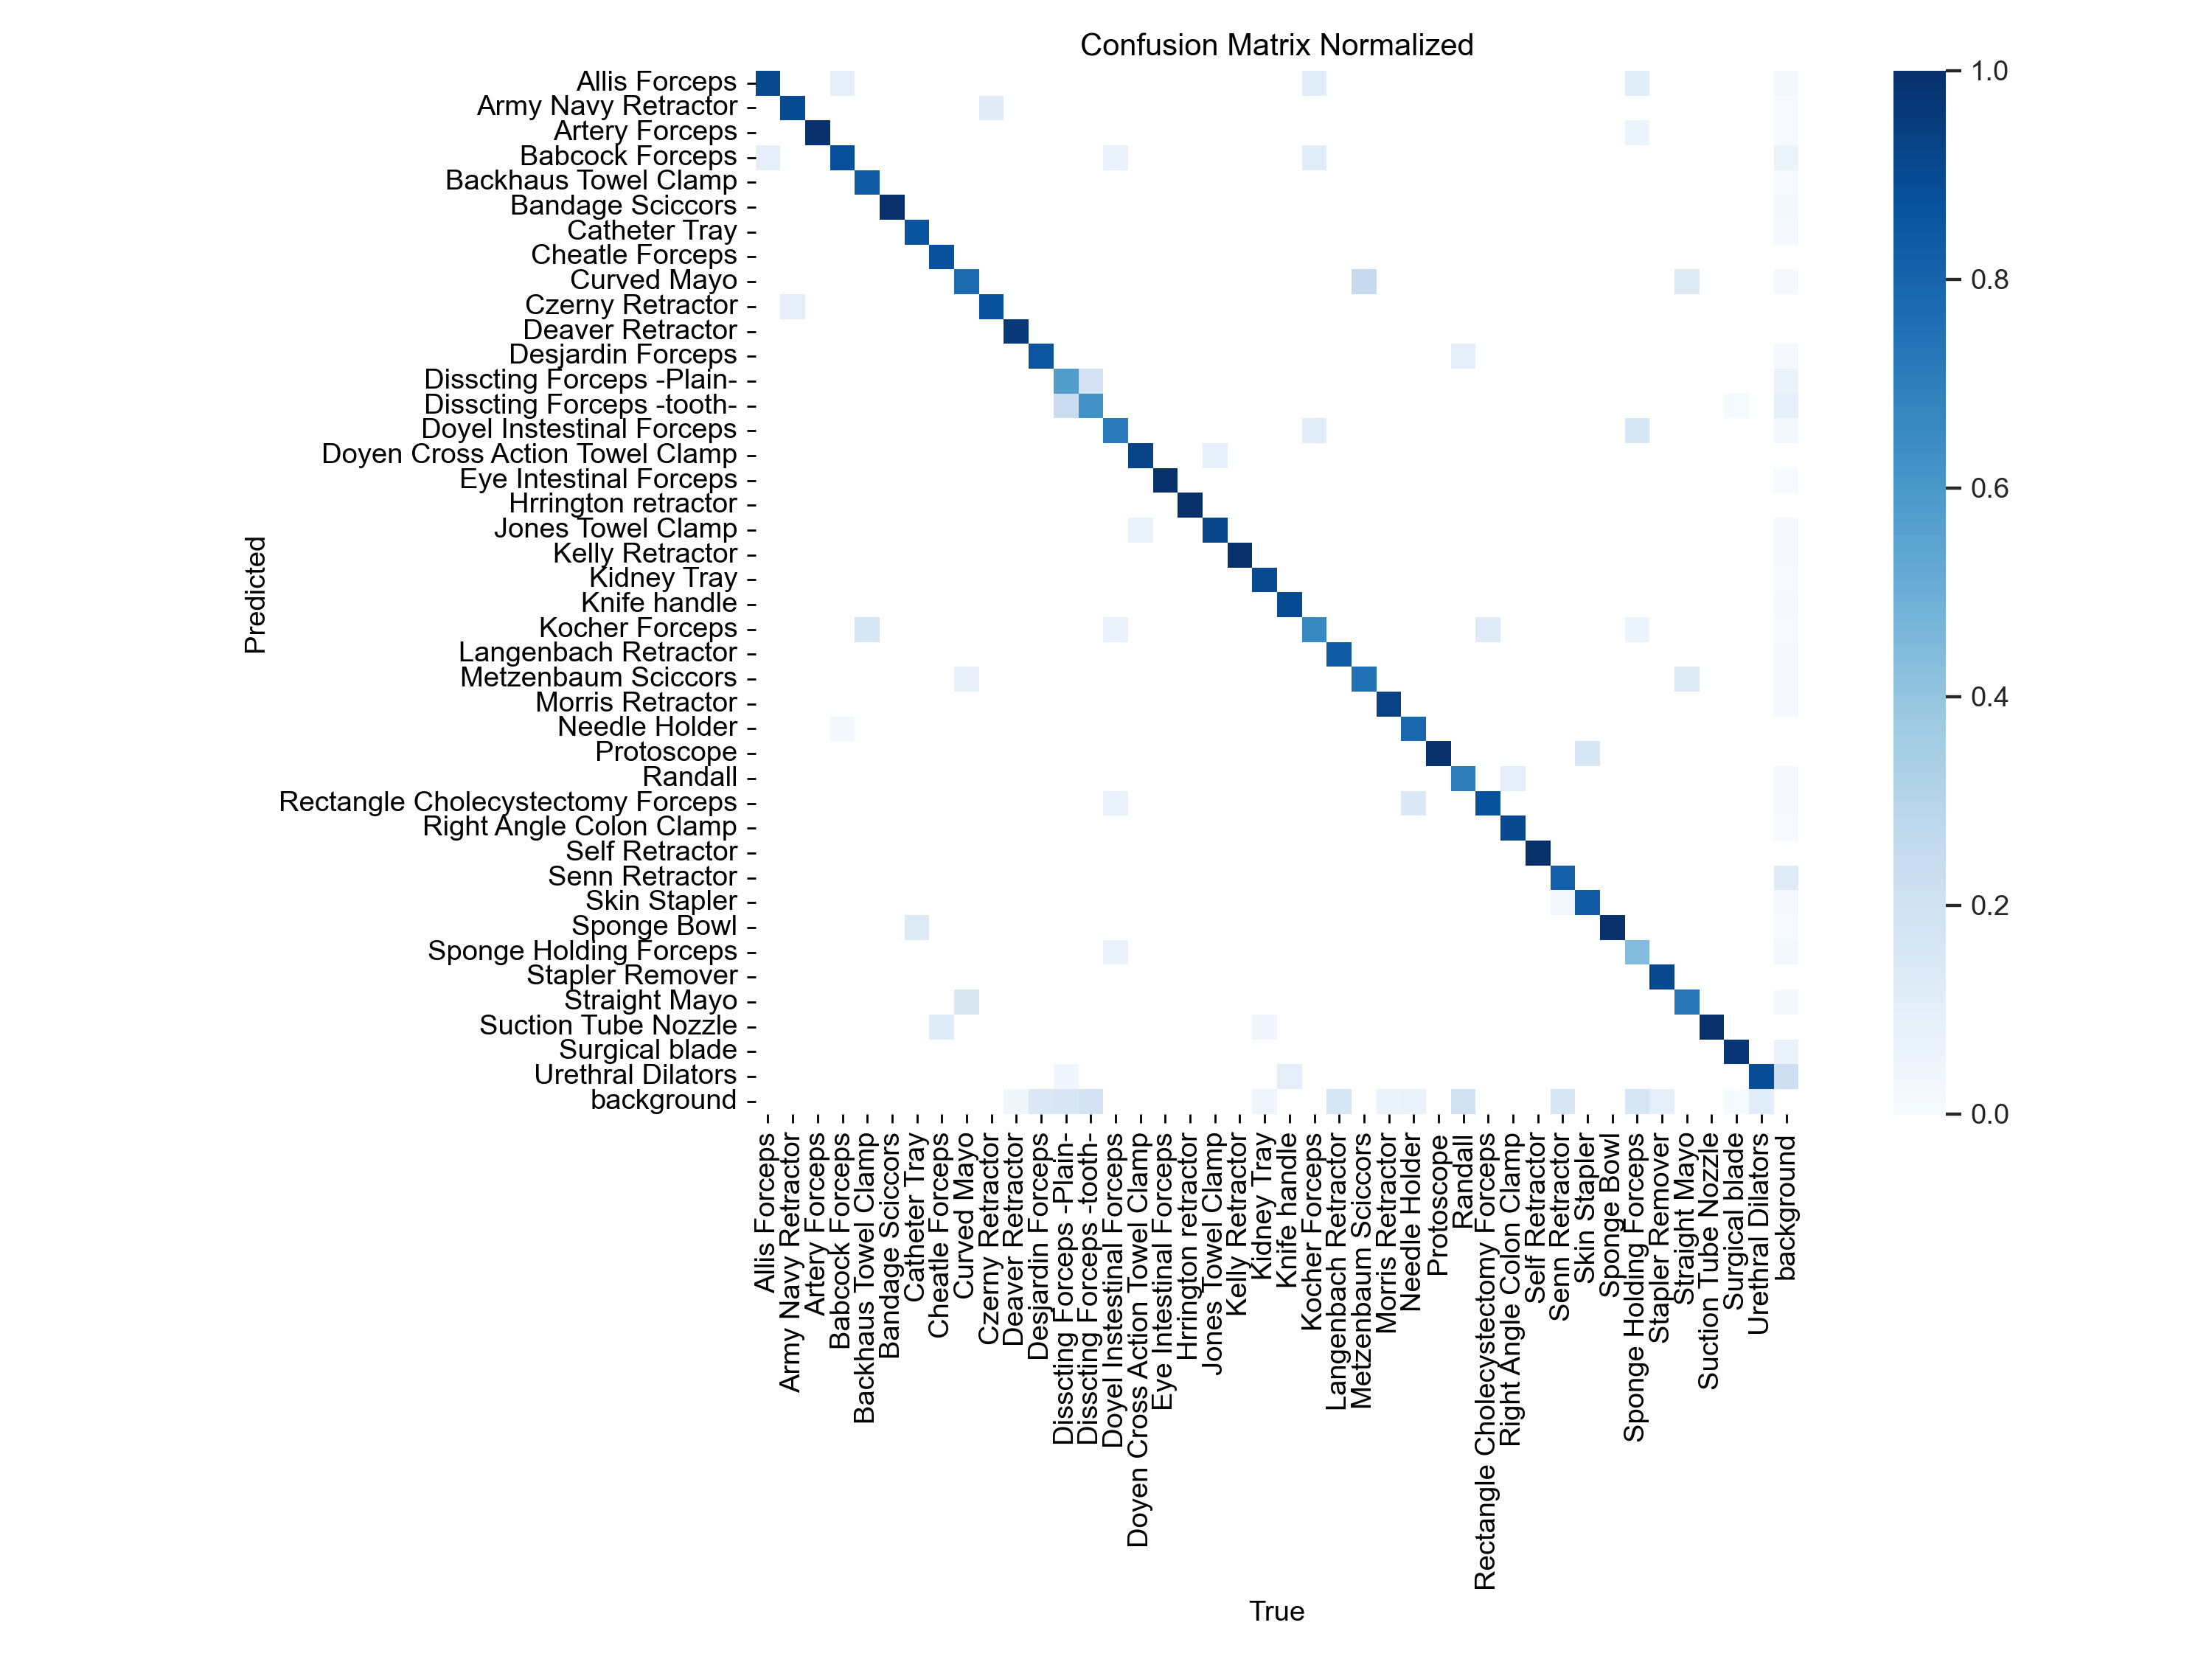 Confusion Matrix Normalized
Allis Forceps
Army Navy Retractor
Artery Forceps
Babcock Forceps
Backhaus Towel Clamp
Bandage Sciccors
Catheter Tray
Cheatle Forceps
Curved Mayo
Czerny Retractor
Deaver Retractor
Desjardin Forceps
Disscting Forceps -Plain-
Disscting Forceps -tooth-
Doyel Instestinal Forceps
Doyen Cross Action Towel Clamp
Eye Intestinal Forceps
Hrrington retractor
Jones Towel Clamp
Kelly Retractor
Kidney Tray
Knife handle
Kocher Forceps
Langenbach Retractor
Metzenbaum Sciccors
Morris Retractor
Needle Holder
Protoscope
Randall
Rectangle Cholecystectomy Forceps
Right Angle Colon Clamp
Self Retractor
Senn Retractor
Skin Stapler
Sponge Bowl
Sponge Holding Forceps
Stapler Remover
Straight Mayo
Suction Tube Nozzle
Surgical blade
Urethral Dilators
background
Predicted
Allis Forceps
Army Navy Retractor
Artery Forceps
Babcock Forceps
Backhaus Towel Clamp
Bandage Sciccors
Catheter Tray
Cheatle Forceps
Curved Mayo
Czerny Retractor
Deaver Retractor
Desjardin Forceps
Disscting Forceps -Plain-
Disscting Forceps -tooth-
Doyel Instestinal Forceps
Doyen Cross Action Towel Clamp
Eye Intestinal Forceps
Hrrington retractor
Jones Towel Clamp
Kelly Retractor
Kidney Tray
Knife handle
Kocher Forceps
Langenbach Retractor
Metzenbaum Sciccors
Morris Retractor
Needle Holder
Protoscope
Randall
Rectangle Cholecystectomy Forceps
Right Angle Colon Clamp
Self Retractor
Senn Retractor
Skin Stapler
Sponge Bowl
Sponge Holding Forceps
Stapler Remover
Straight Mayo
Suction Tube Nozzle
Surgical blade
Urethral Dilators
background
True
1.0
0.8
0.6
0.4
0.2
0.0